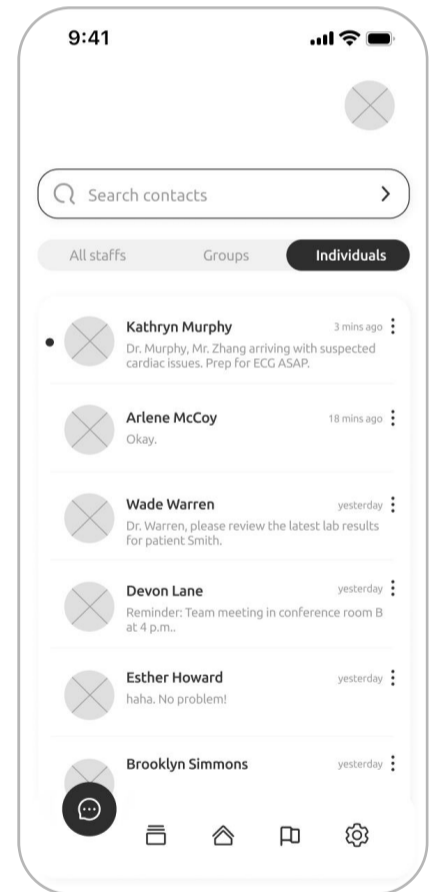 9:41
Search contacts
All staffs Groups Individuals
Kathryn Murphy 3 mins ago
Dr. Murphy, Mr. Zhang arriving with suspected
cardiac issues. Prep for ECG ASAP.
Arlene McCoy 18 mins ago
Okay.
Wade Warren yesterday
Dr. Warren, please review the latest lab results
for patient Smith.
Devon Lane yesterday
Reminder: Team meeting in conference room B
at 4 p.m..
Esther Howard yesterday
haha. No problem!
Brooklyn Simmons yesterday